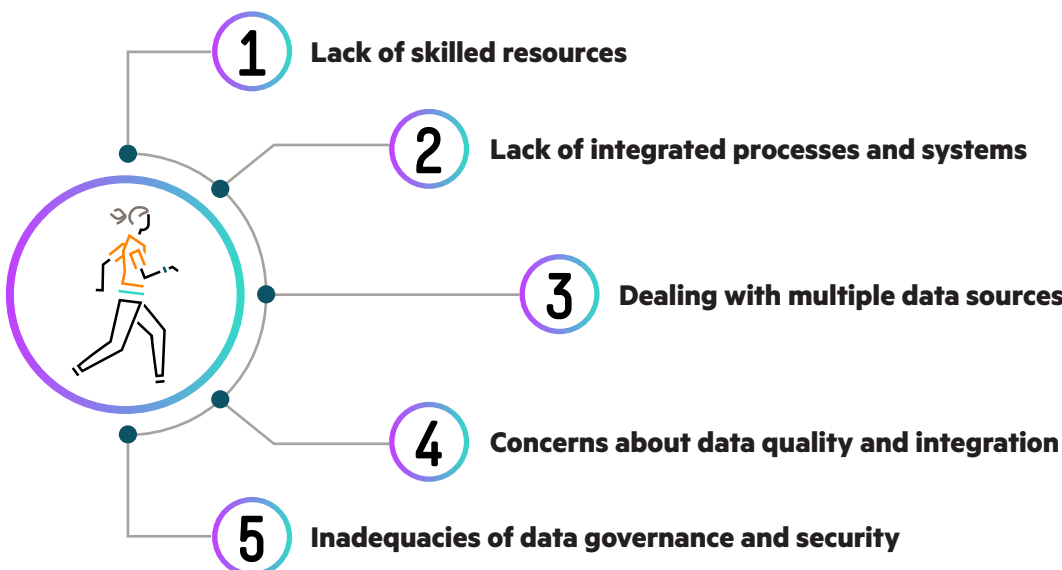 1 Lack of skilled resources
2 Lack of integrated processes and systems
3 Dealing with multiple data sources
4 Concerns about data quality and integration
5 Inadequacies of data governance and security